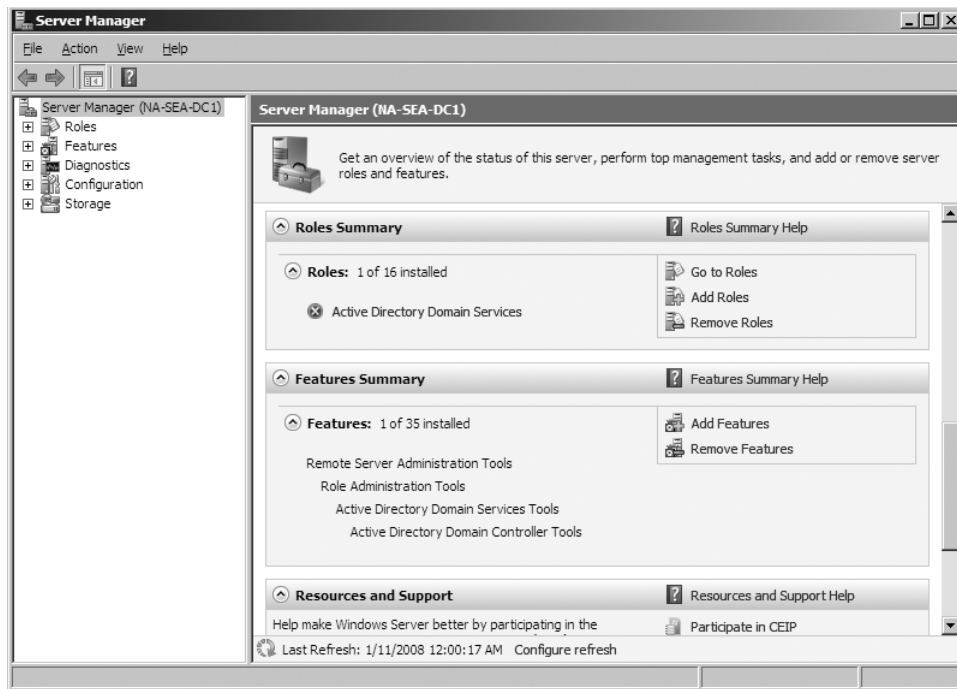 Server Manager
File Action View Help
Server Manager (NA-SEA-DC1)
Roles
Features
Diagnostics
Configuration
Storage
Server Manager (NA-SEA-DC1)
Get an overview of the status of this server, perform top management tasks, and add or remove server
roles and features.
Roles Summary
Roles Summary Help
Roles: 1 of 16 installed
Active Directory Domain Services
Go to Roles
Add Roles
Remove Roles
Features Summary
Features Summary Help
Features: 1 of 35 installed
Remote Server Administration Tools
Role Administration Tools
Active Directory Domain Services Tools
Active Directory Domain Controller Tools
Add Features
Remove Features
Resources and Support
Resources and Support Help
Help make Windows Server better by participating in the
Participate in CEIP
Last Refresh: 1/11/2008 12:00:17 AM Configure refresh